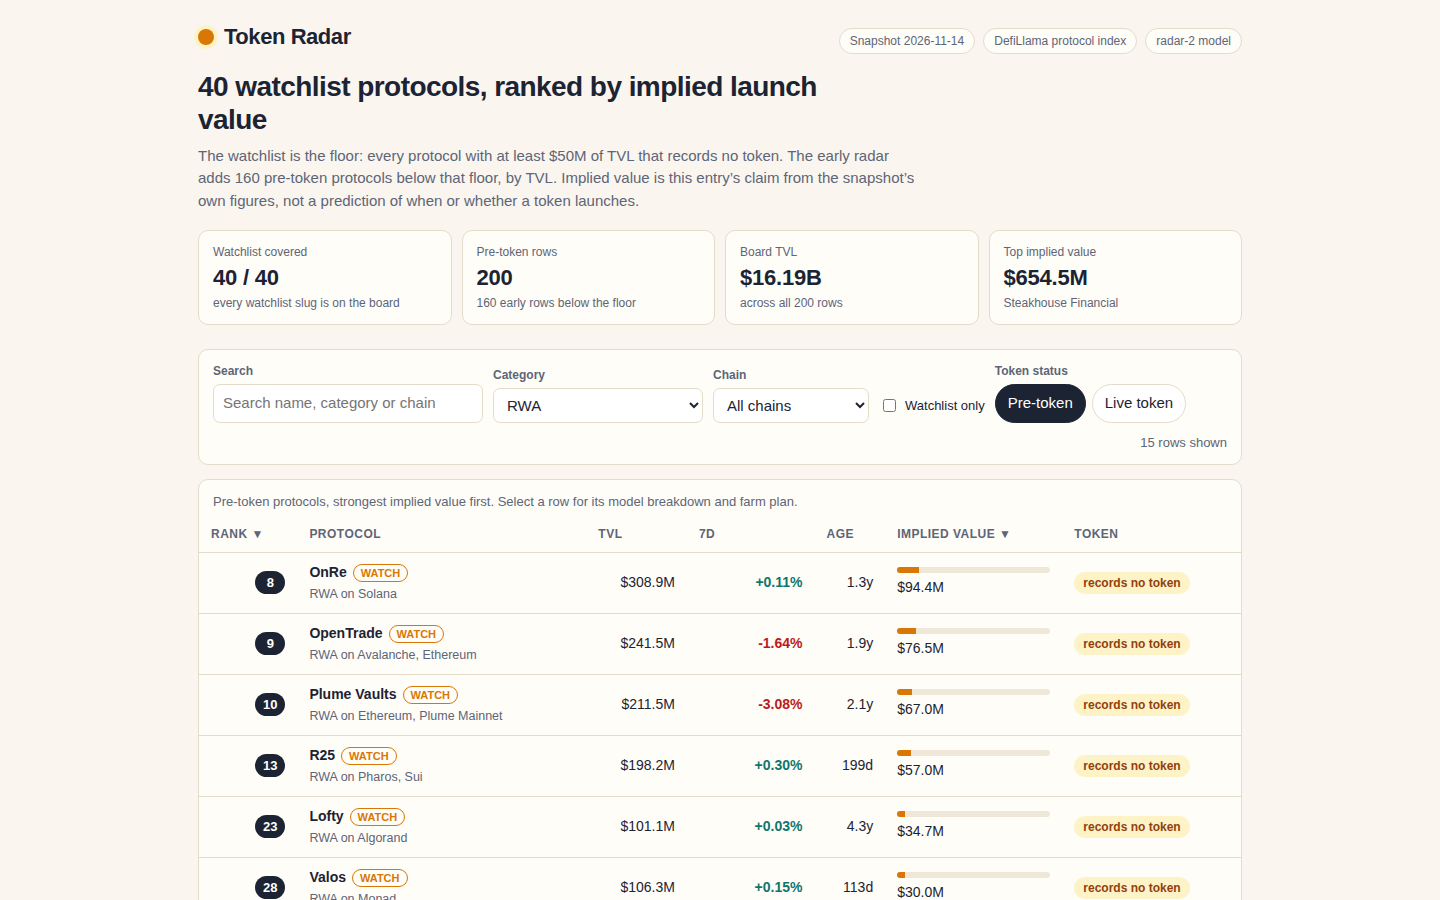 Token Radar
Snapshot 2026-11-14
DefiLlama protocol index
radar-2 model
40 watchlist protocols, ranked by implied launch
value
The watchlist is the floor: every protocol with at least $50M of TVL that records no token. The early radar
adds 160 pre-token protocols below that floor, by TVL. Implied value is this entry’s claim from the snapshot’s
own figures, not a prediction of when or whether a token launches.
Watchlist covered
40 / 40
every watchlist slug is on the board
Pre-token rows
200
160 early rows below the floor
Board TVL
$16.19B
across all 200 rows
Top implied value
$654.5M
Steakhouse Financial
Search
Search name, category or chain
Category
RWA
Chain
All chains
Watchlist only
Token status
Pre-token
Live token
15 rows shown
Pre-token protocols, strongest implied value first. Select a row for its model breakdown and farm plan.
RANK ▼ PROTOCOL TVL 7D AGE IMPLIED VALUE ▼ TOKEN
8 OnRe WATCH $308.9M +0.11% 1.3y $94.4M records no token
RWA on Solana
9 OpenTrade WATCH $241.5M -1.64% 1.9y $76.5M records no token
RWA on Avalanche, Ethereum
10 Plume Vaults WATCH $211.5M -3.08% 2.1y $67.0M records no token
RWA on Ethereum, Plume Mainnet
13 R25 WATCH $198.2M +0.30% 199d $57.0M records no token
RWA on Pharos, Sui
23 Lofty WATCH $101.1M +0.03% 4.3y $34.7M records no token
RWA on Algorand
28 Valos WATCH $106.3M +0.15% 113d $30.0M records no token
RWA on Monad